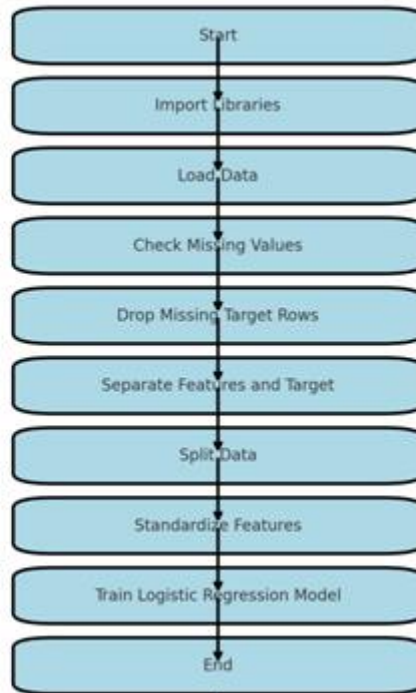 Start
Import Libraries
Load Data
Check Missing Values
Drop Missing Target Rows
Separate Features and Target
Split Data
Standardize Features
Train Logistic Regression Model
End